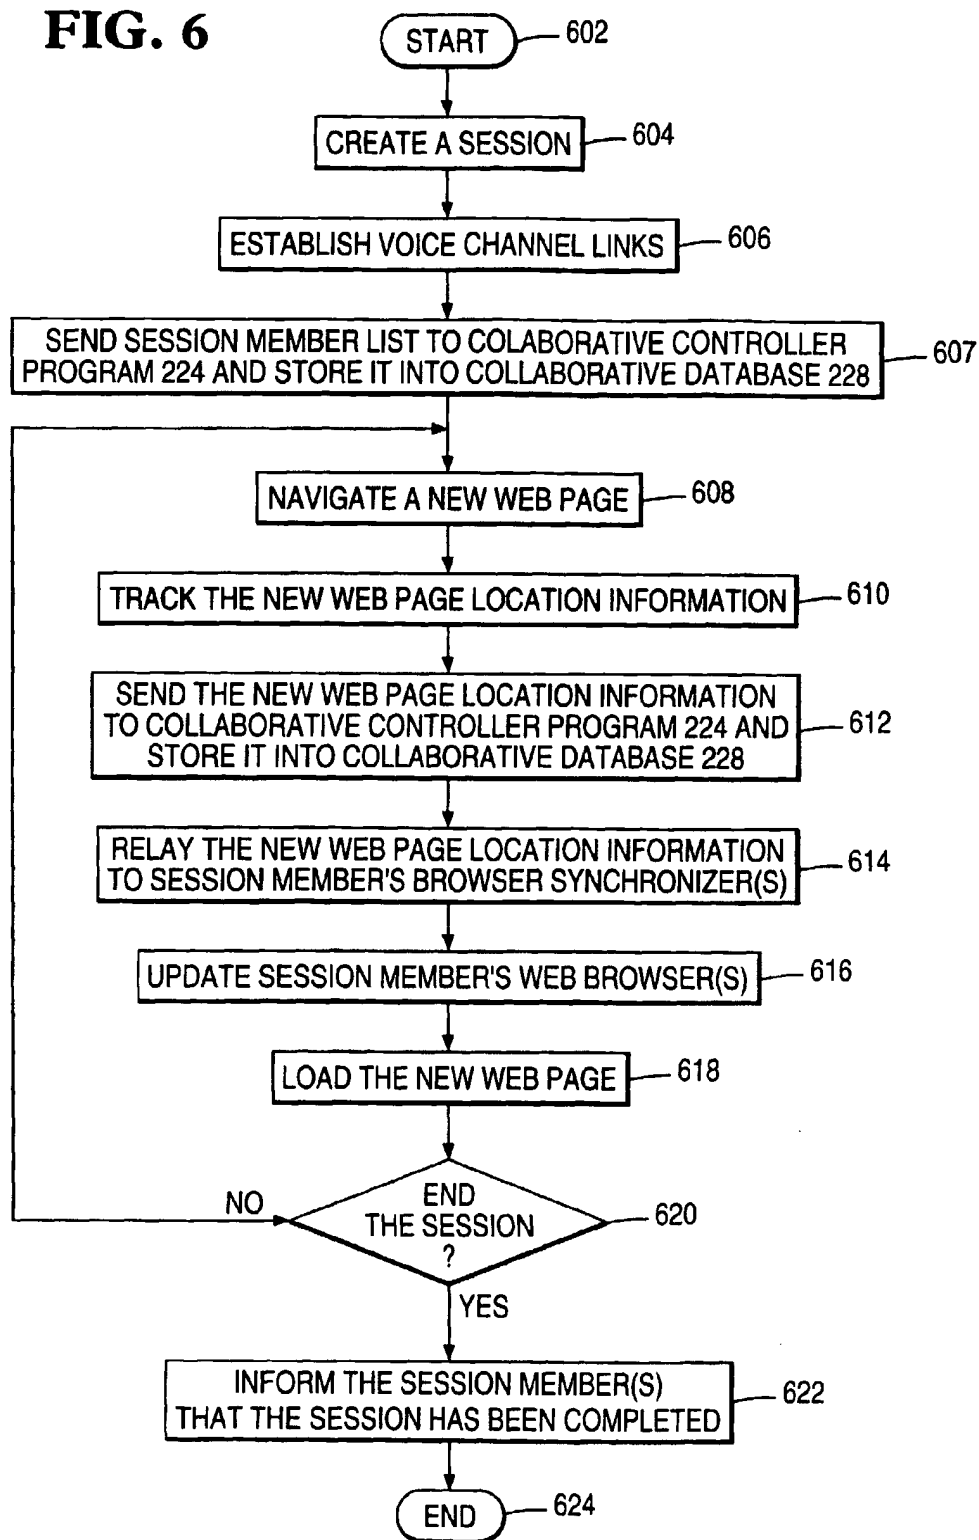 FIG. 6
START
602
CREATE A SESSION
604
ESTABLISH VOICE CHANNEL LINKS
606
SEND SESSION MEMBER LIST TO COLABORATIVE CONTROLLER
PROGRAM 224 AND STORE IT INTO COLLABORATIVE DATABASE 228
607
NAVIGATE A NEW WEB PAGE
608
TRACK THE NEW WEB PAGE LOCATION INFORMATION
610
SEND THE NEW WEB PAGE LOCATION INFORMATION
TO COLLABORATIVE CONTROLLER PROGRAM 224 AND
STORE IT INTO COLLABORATIVE DATABASE 228
612
RELAY THE NEW WEB PAGE LOCATION INFORMATION
TO SESSION MEMBER'S BROWSER SYNCHRONIZER(S)
614
UPDATE SESSION MEMBER'S WEB BROWSER(S)
616
LOAD THE NEW WEB PAGE
618
END
THE SESSION
?
620
NO
YES
INFORM THE SESSION MEMBER(S)
THAT THE SESSION HAS BEEN COMPLETED
622
END
624